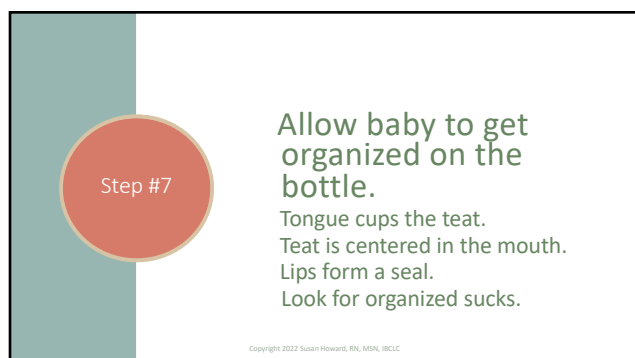 Step #7
Allow baby to get
organized on the
bottle.
Tongue cups the teat.
Teat is centered in the mouth.
Lips form a seal.
Look for organized sucks.
Copyright 2022 Susan Howard, RN, MSN, IBCLC